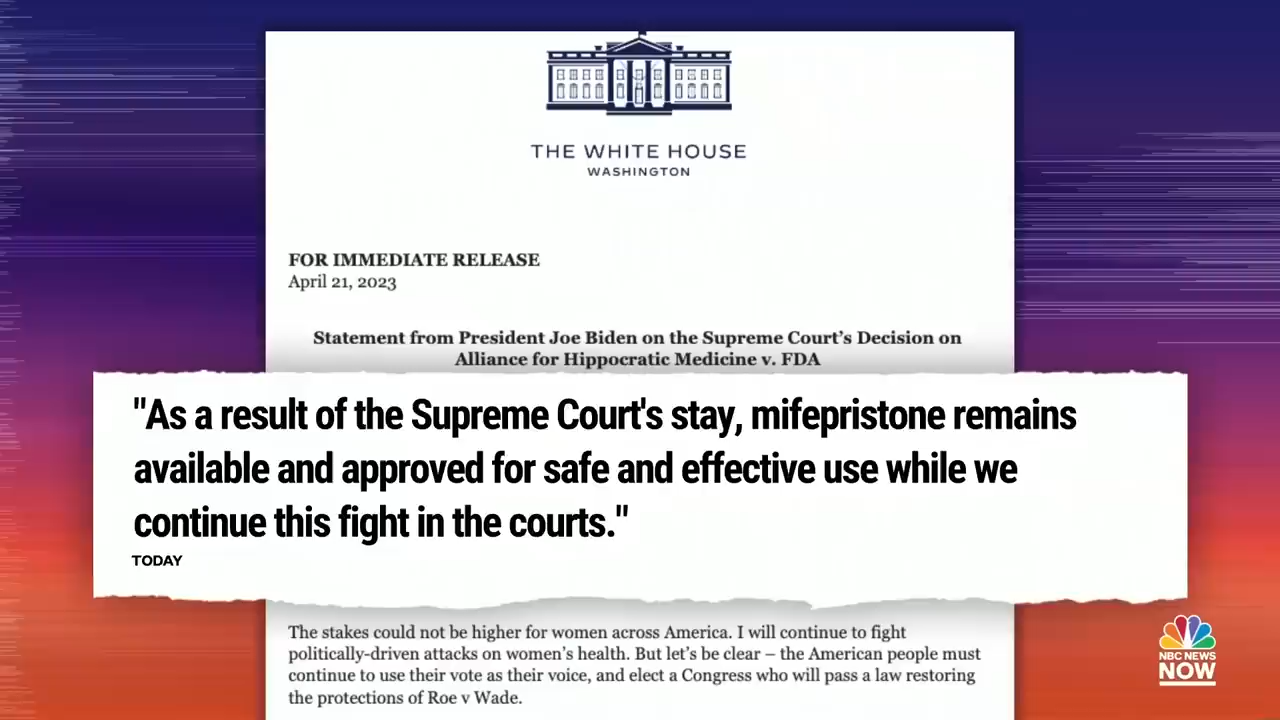 THE WHITE HOUSE
WASHINGTON
FOR IMMEDIATE RELEASE
April 21, 2023
Statement from President Joe Biden on the Supreme Court's Decision on
Alliance for Hippocratic Medicine v. FDA
"As a result of the Supreme Court's stay, mifepristone remains
available and approved for safe and effective use while we
continue this fight in the courts."
TODAY
The stakes could not be higher for women across America. I will continue to fight
politically-driven attacks on women's health. But let's be clear – the American people must
continue to use their vote as their voice, and elect a Congress who will pass a law restoring
the protections of Roe v Wade.
NBC NEWS
NOW